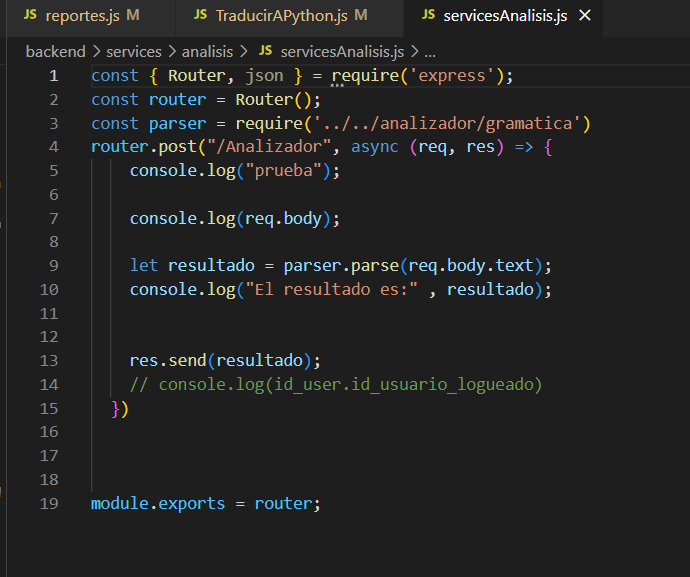 JS reportes.js M JS TraducirAPython.js M JS servicesAnalisis.js ×
backend > services > analisis > JS servicesAnalisis.js > ...
1 const { Router, json } = require('express');
2 const router = Router();
3 const parser = require('../../analizador/gramatica')
4 router.post("/Analizador", async (req, res) => {
5 console.log("prueba");
6
7 console.log(req.body);
8
9 let resultado = parser.parse(req.body.text);
10 console.log("El resultado es:" , resultado);
11
12
13 res.send(resultado);
14 // console.log(id_user.id_usuario_logueado)
15 })
16
17
18
19 module.exports = router;